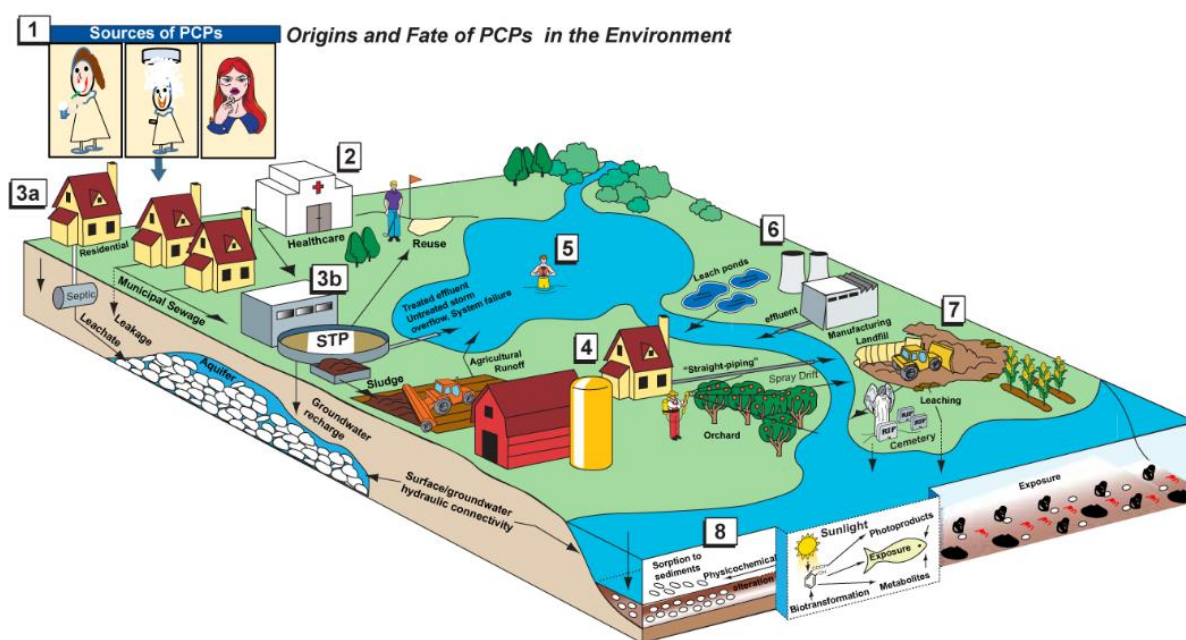 1
Sources of PCPs
Origins and Fate of PCPs in the Environment
2
3a
Residential
Healthcare
Reuse
3b
Septic
Municipal Sewage
Leakage
Leachate
STP
Sludge
Aquifer
Groundwater
recharge
Surface/groundwater
hydraulic connectivity
Treated effluent
Untreated storm
overflow, System failure
5
Agricultural
Runoff
4
"Straight-piping"
Spray Drift
Orchard
6
Leach ponds
effluent
Manufacturing
7
Landfill
Leaching
RIP
RIP
RIP
Cemetery
8
Sorption to
sediments
Physicochemical
alteration
Sunlight
Photoproducts
COOH
OH
Exposure
Metabolites
Biotransformation
Exposure